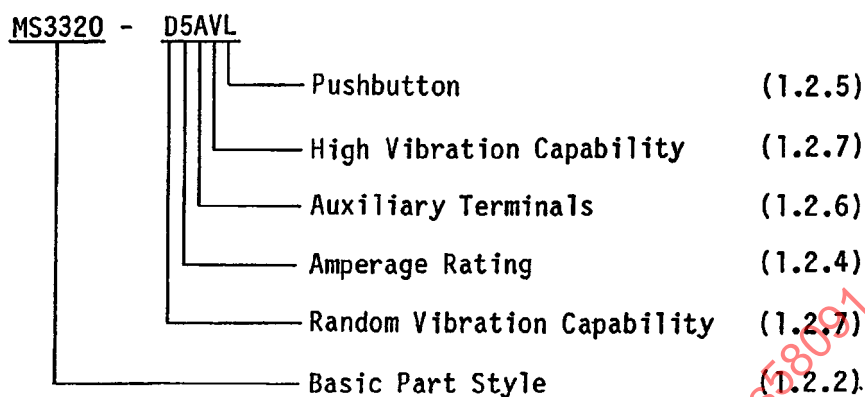 MS3320 - D5AVL
Pushbutton (1.2.5)
High Vibration Capability (1.2.7)
Auxiliary Terminals (1.2.6)
Amperage Rating (1.2.4)
Random Vibration Capability (1.2.7)
Basic Part Style (1.2.2).
58091